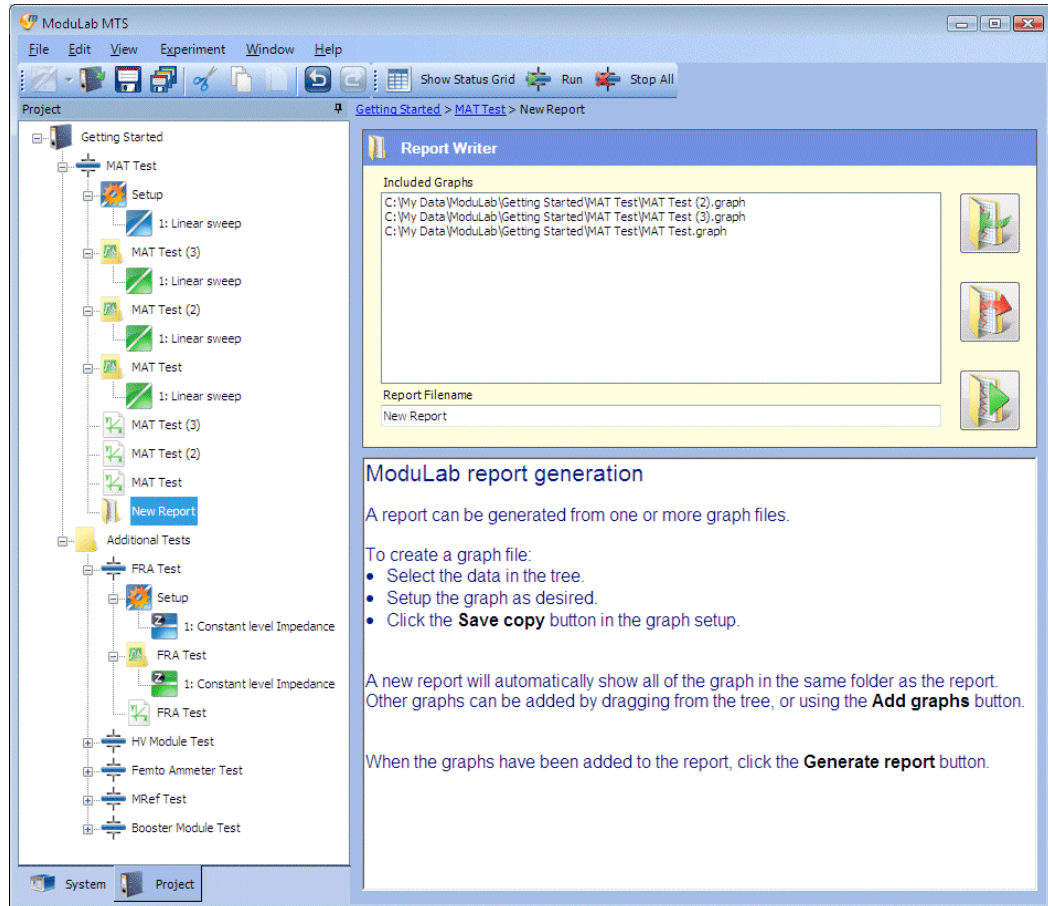 ModuLab MTS
File Edit View Experiment Window Help
Show Status Grid Run Stop All
Project
Getting Started > MAT Test > New Report
Getting Started
MAT Test
Setup
1: Linear sweep
MAT Test (3)
1: Linear sweep
MAT Test (2)
1: Linear sweep
MAT Test
1: Linear sweep
MAT Test (3)
MAT Test (2)
MAT Test
New Report
Additional Tests
FRA Test
Setup
1: Constant level Impedance
FRA Test
1: Constant level Impedance
FRA Test
HV Module Test
Femto Ammeter Test
MRef Test
Booster Module Test
System Project
Report Writer
Included Graphs
C:\My Data\ModuLab\Getting Started\MAT Test\MAT Test (2).graph
C:\My Data\ModuLab\Getting Started\MAT Test\MAT Test (3).graph
C:\My Data\ModuLab\Getting Started\MAT Test\MAT Test.graph
Report Filename
New Report
ModuLab report generation
A report can be generated from one or more graph files.
To create a graph file:
• Select the data in the tree.
• Setup the graph as desired.
• Click the Save copy button in the graph setup.
A new report will automatically show all of the graph in the same folder as the report.
Other graphs can be added by dragging from the tree, or using the Add graphs button.
When the graphs have been added to the report, click the Generate report button.